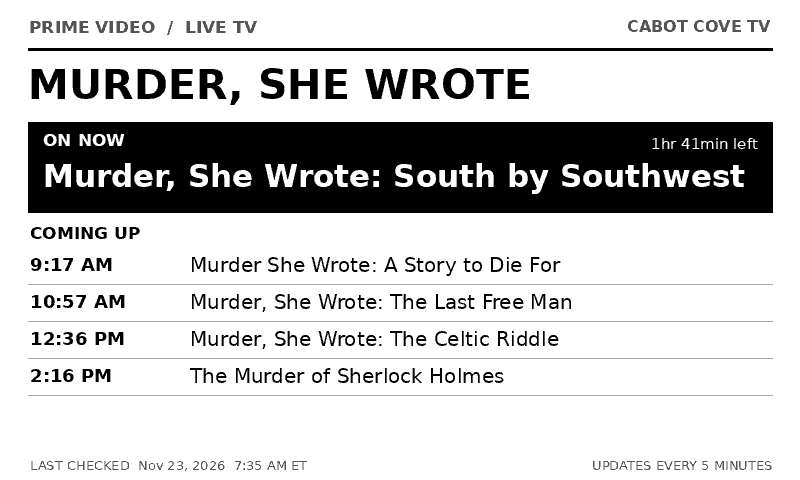 PRIME VIDEO / LIVE TV
CABOT COVE TV
MURDER, SHE WROTE
ON NOW
1hr 41min left
Murder, She Wrote: South by Southwest
COMING UP
9:17 AM Murder She Wrote: A Story to Die For
10:57 AM Murder, She Wrote: The Last Free Man
12:36 PM Murder, She Wrote: The Celtic Riddle
2:16 PM The Murder of Sherlock Holmes
LAST CHECKED Nov 23, 2026 7:35 AM ET
UPDATES EVERY 5 MINUTES